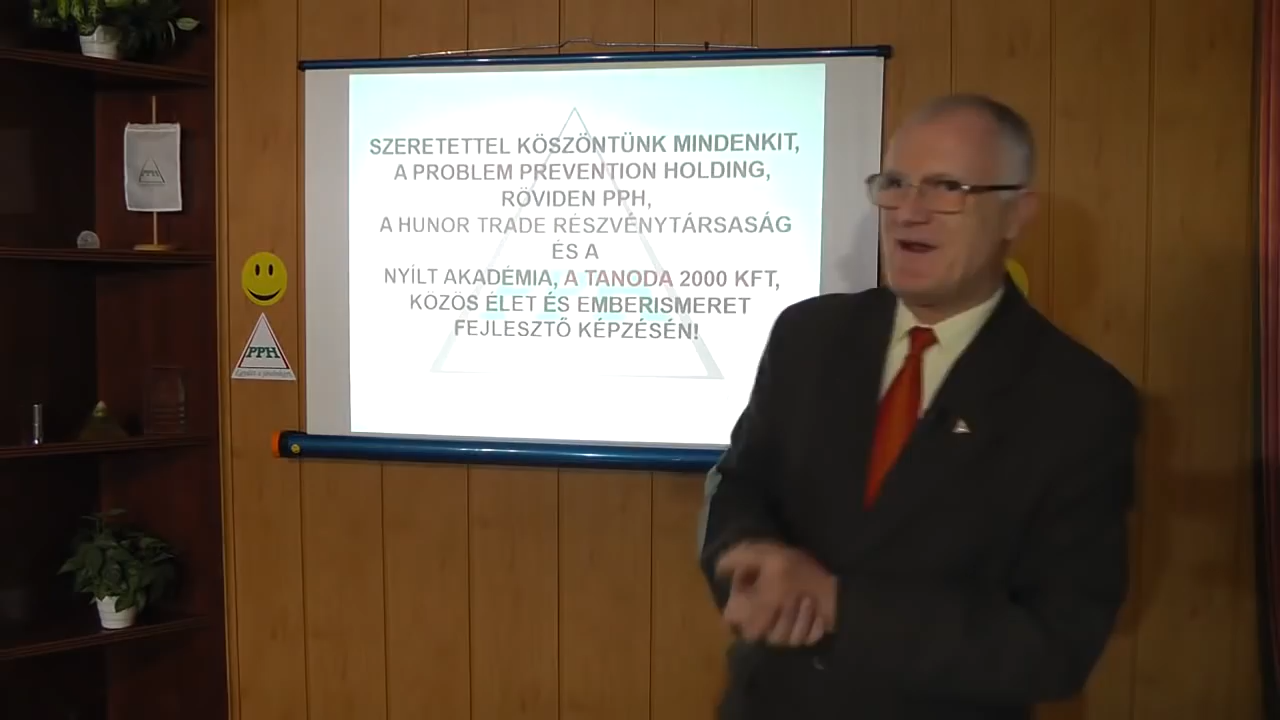 SZERETETTEL KÖSZÖNTÜNK MINDENKIT,
A PROBLEM PREVENTION HOLDING,
RÖVIDEN PPH,
A HUNOR TRADE RÉSZVÉNYTÁRSASÁG
ÉS A
NYÍLT AKADÉMIA, A TANODA 2000 KFT,
KÖZÖS ÉLET ÉS EMBERISMERET
FEJLESZTŐ KÉPZÉSÉN!
PPH
PPH